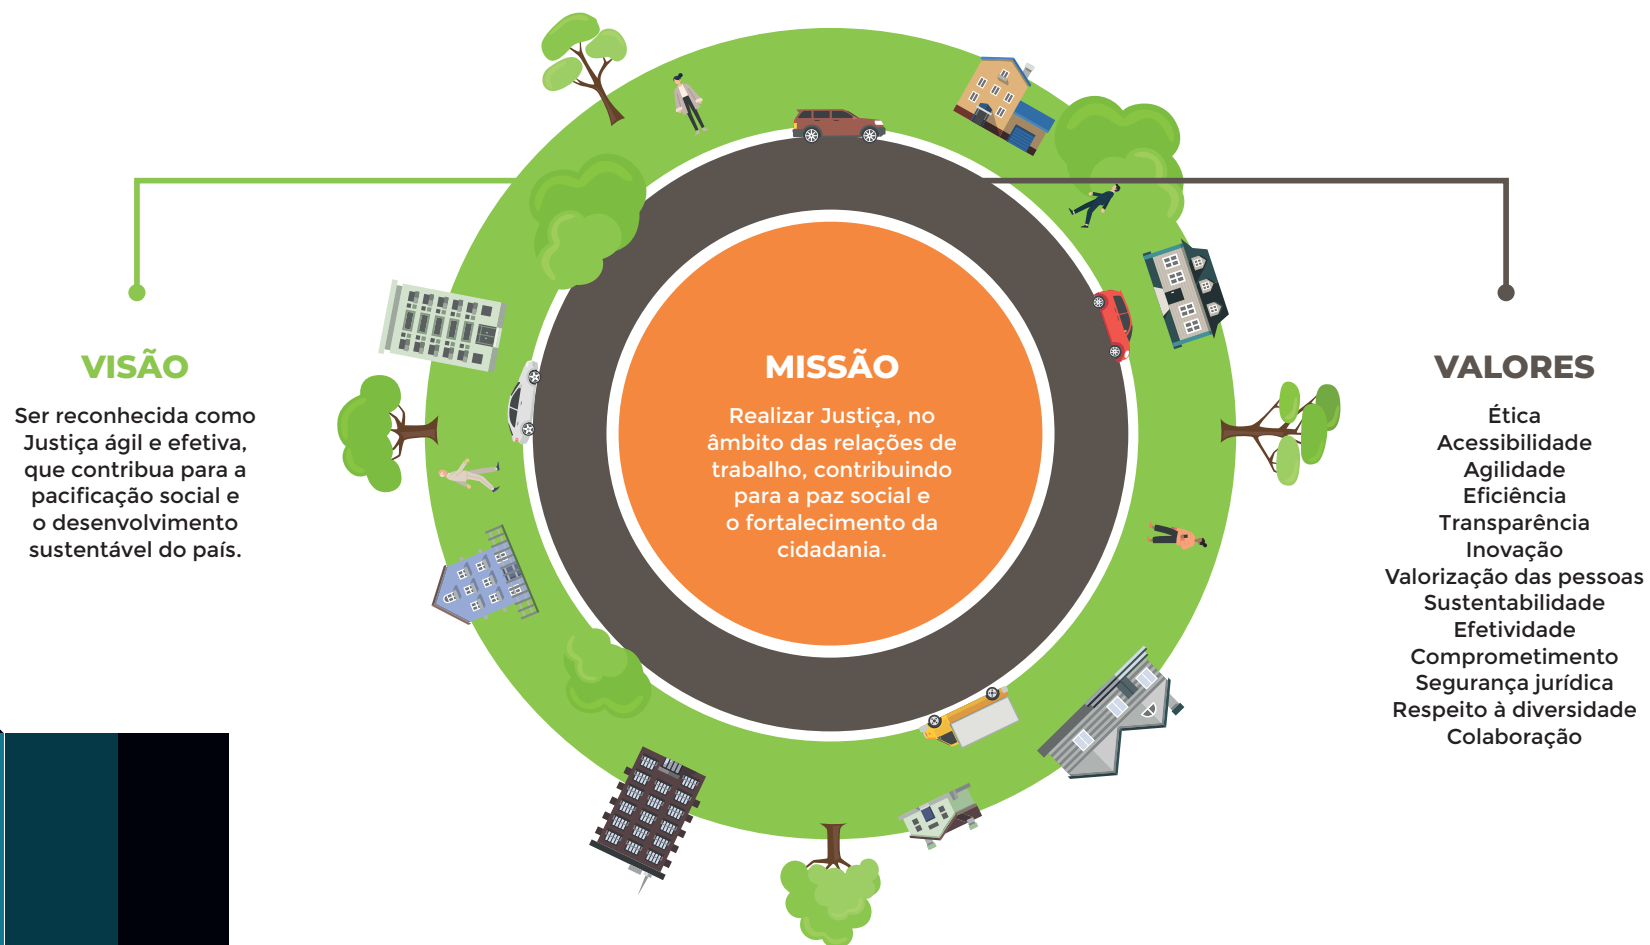 VISÃO
Ser reconhecida como
Justiça ágil e efetiva,
que contribua para a
pacificação social e
o desenvolvimento
sustentável do país.
MISSÃO
Realizar Justiça, no
âmbito das relações de
trabalho, contribuindo
para a paz social e
o fortalecimento da
cidadania.
VALORES
Ética
Acessibilidade
Agilidade
Eficiência
Transparência
Inovação
Valorização das pessoas
Sustentabilidade
Efetividade
Comprometimento
Segurança jurídica
Respeito à diversidade
Colaboração